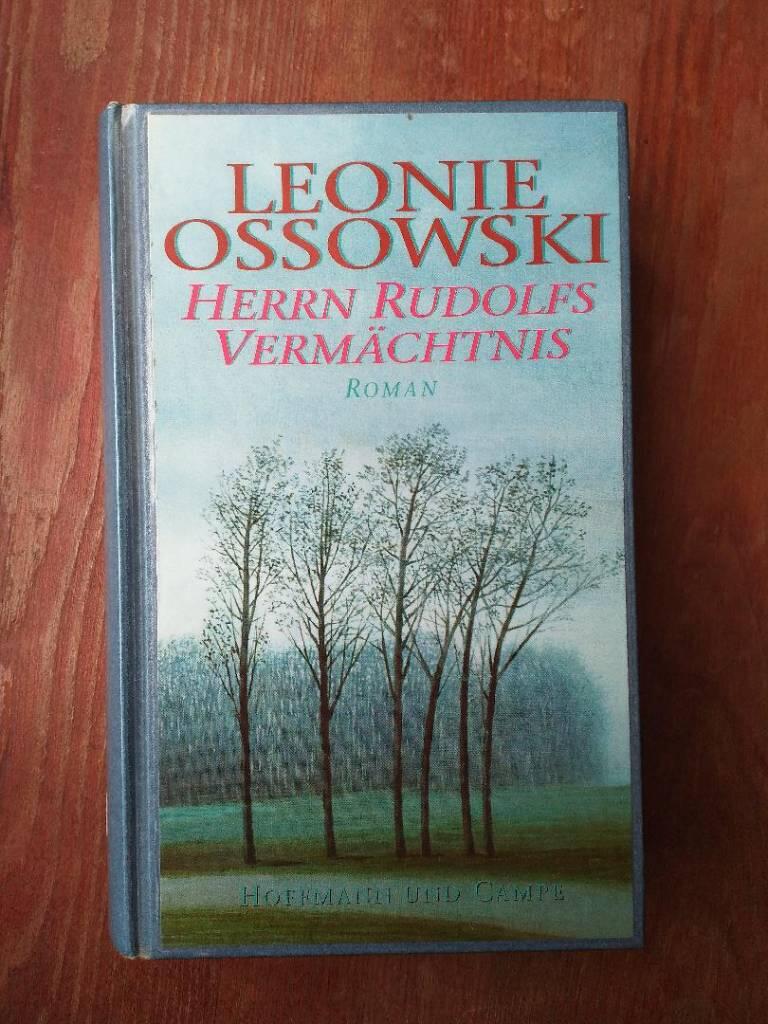 LEONIE
OSSOWSKI
HERRN RUDOLFS
VERMÄCHTNIS
ROMAN
HOFFMANN UND CAMPE